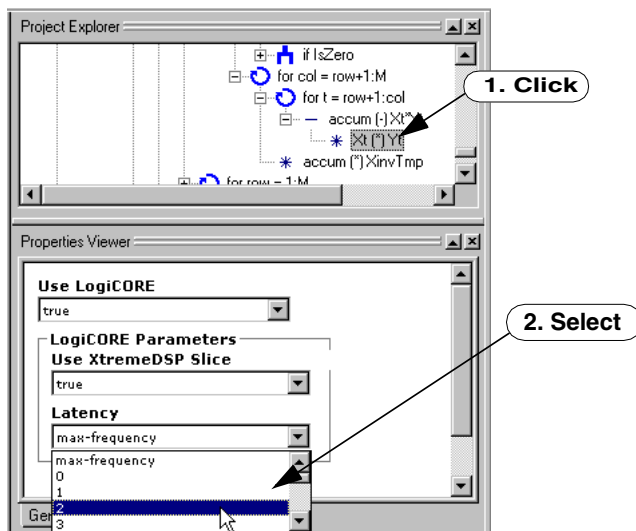 Project Explorer
if IsZero
for col = row+1:M
1. Click
for t = row+1:col
accum (-) Xt*Y
Xt (*) Yt
accum (*) XinvTmp
for row = 1:M
Properties Viewer
Use LogiCORE
true
2. Select
LogiCORE Parameters
Use XtremeDSP Slice
true
Latency
max-frequency
max-frequency
0
1
2
Ger
3